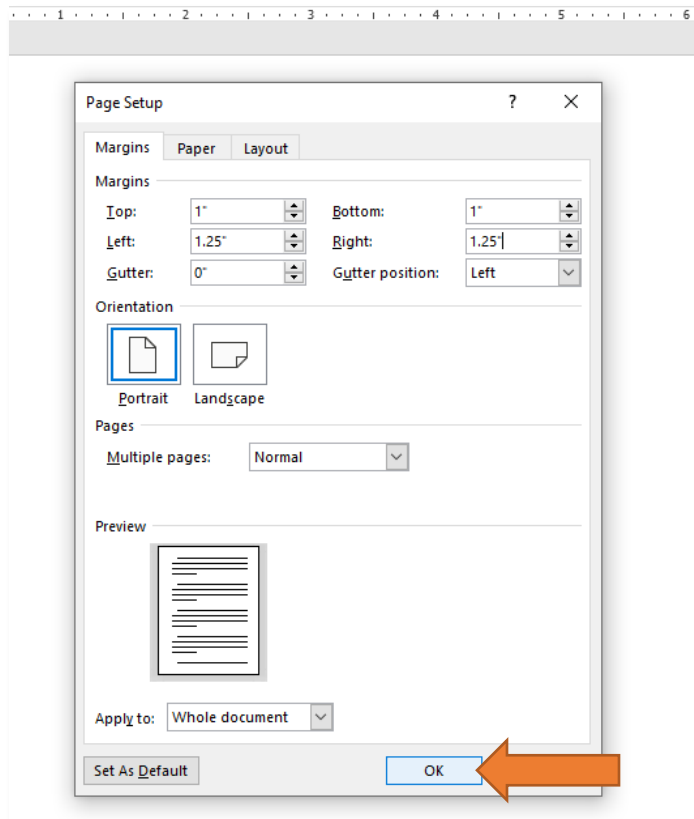 1 2 3 4 5 6
Page Setup ? ×
Margins Paper Layout
Margins
Top: 1" Bottom: 1"
Left: 1.25" Right: 1.25"
Gutter: 0" Gutter position: Left
Orientation
Portrait Landscape
Pages
Multiple pages: Normal
Preview
Apply to: Whole document
Set As Default OK